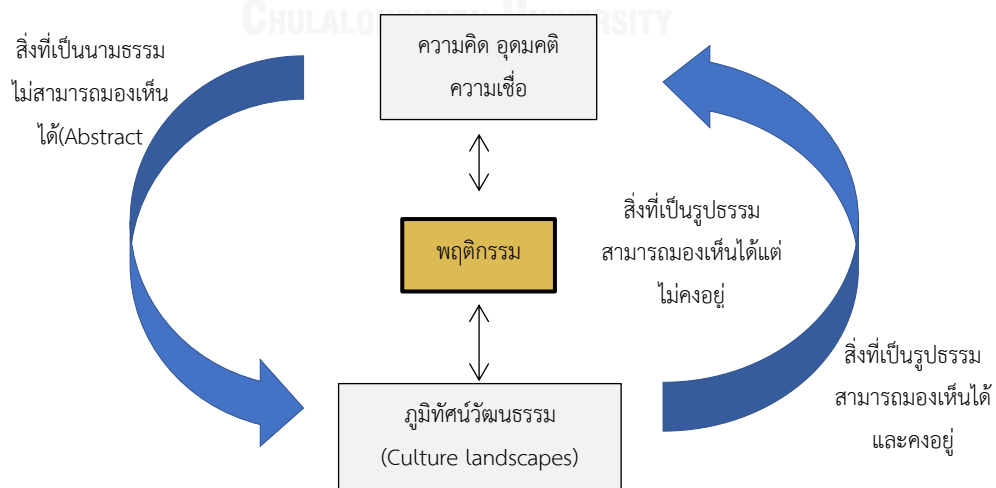 CHULALONGKORN UNIVERSITY
สิ่งที่เป็นนามธรรม
ไม่สามารถมองเห็น
ได้(Abstract
ความคิด อุดมคติ
ความเชื่อ
พฤติกรรม
สิ่งที่เป็นรูปธรรม
สามารถมองเห็นได้แต่
ไม่คงอยู่
ภูมิทัศน์วัฒนธรรม
(Culture landscapes)
สิ่งที่เป็นรูปธรรม
สามารถมองเห็นได้
และคงอยู่